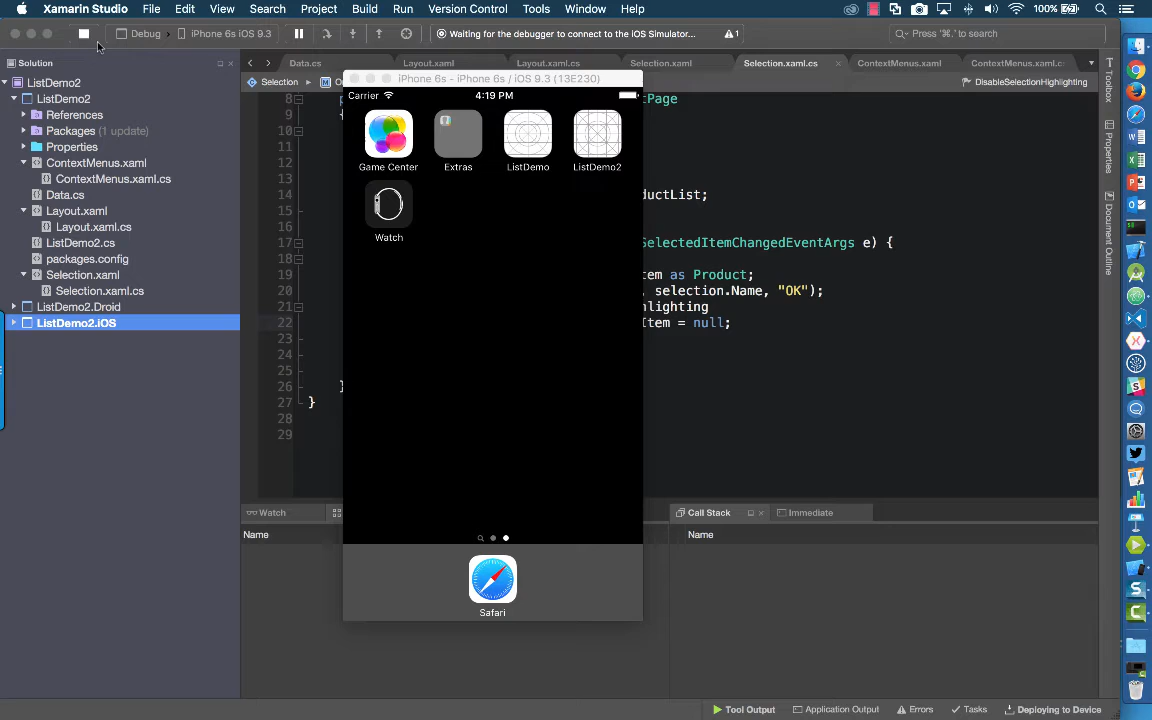 Xamarin Studio File Edit View Search Project Build Run Version Control Tools Window Help 100%
Debug iPhone 6s iOS 9.3 Waiting for the debugger to connect to the iOS Simulator... 1 Press '⌘.' to search
Solution
Data.cs Layout.xaml Layout.xaml.cs Selection.xaml Selection.xaml.cs ContextMenus.xaml ContextMenus.xaml.c
Selection DisableSelectionHighlighting
iPhone 6s - iPhone 6s / iOS 9.3 (13E230)
Carrier 4:19 PM
Game Center Extras ListDemo ListDemo2
Watch
Safari
ListDemo2
ListDemo2
References
Packages (1 update)
Properties
ContextMenus.xaml
ContextMenus.xaml.cs
Data.cs
Layout.xaml
Layout.xaml.cs
ListDemo2.cs
packages.config
Selection.xaml
Selection.xaml.cs
ListDemo2.Droid
ListDemo2.iOS
8 Page
9 {
10
11
12
13
14 ductList;
15
16
17 SelectedItemChangedEventArgs e) {
18
19 em as Product;
20 , selection.Name, "OK");
21 hlighting
22 Item = null;
23
24
25
26 }
27 }
28
29
Toolbox
Properties
Document Outline
Watch Call Stack Immediate
Name Name
Tool Output Application Output Errors Tasks Deploying to Device